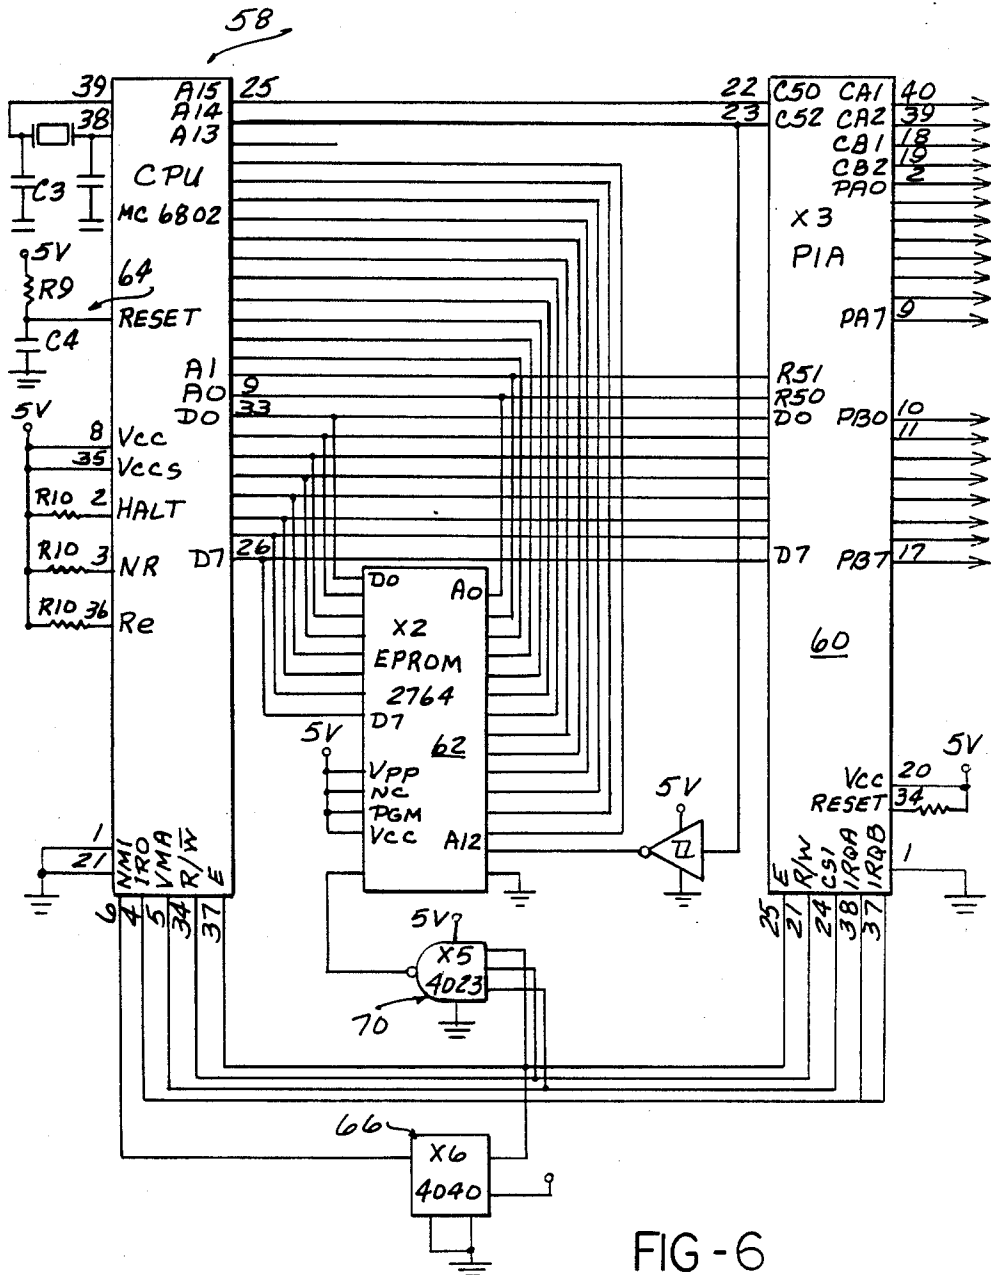 58
39
38
A15
A14
A13
25
CPU
MC 6802
C3
5V
R9
64
RESET
C4
A1
A0
9
D0
33
5V
8
Vcc
35
Vccs
R10 2
HALT
R10 3
NR
D7
26
R10 36
Re
1
21
NMI
IRO
VMA
R/W̅
E
6
4
5
34
37
22
23
C50
C52
CA1
40
CA2
39
CB1
18
CB2
19
PA0
2
X3
PIA
PA7
9
R51
R50
D0
PB0
10
11
D7
PB7
17
60
Vcc
20
5V
RESET
34
1
E
R/W
CS1
IRQA
IRQB
25
21
24
38
37
D0
A0
X2
EPROM
2764
D7
62
5V
VPP
NC
PGM
Vcc
A12
5V
5V
X5
4023
70
66
X6
4040
FIG-6